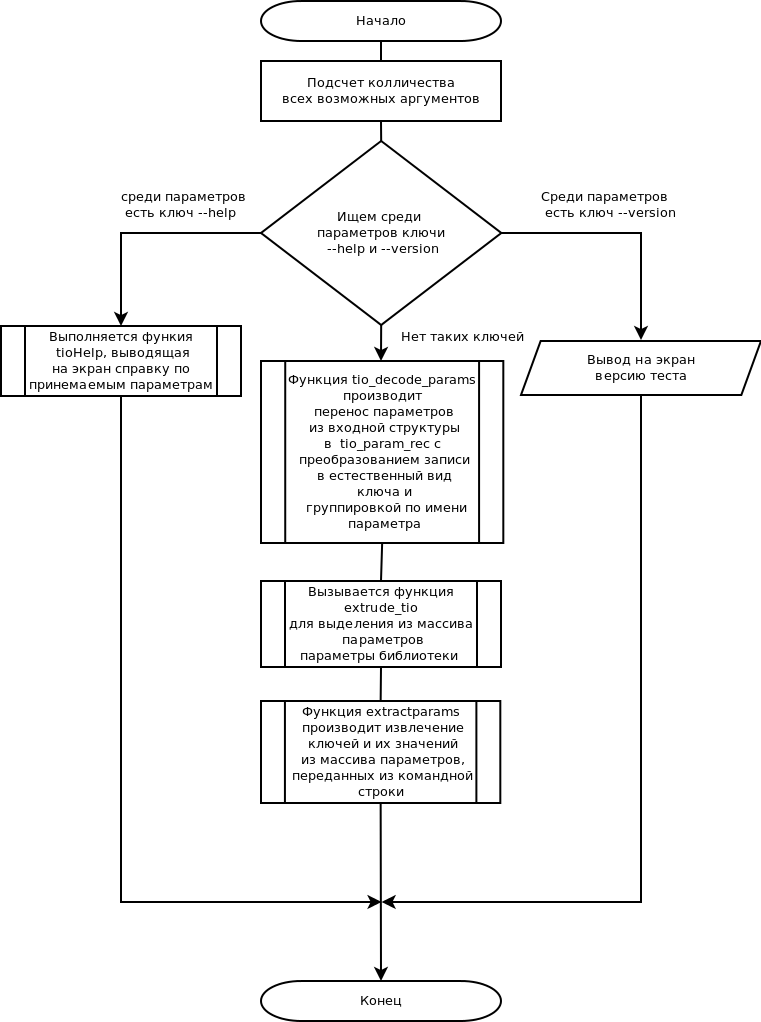 Начало
Подсчет колличества
всех возможных аргументов
среди параметров
есть ключ --help
Ищем среди
параметров ключи
--help и --version
Среди параметров
есть ключ --version
Выполняется функия
tioHelp, выводящая
на экран справку по
принемаемым параметрам
Нет таких ключей
Вывод на экран
версию теста
Функция tio_decode_params
производит
перенос параметров
из входной структуры
в tio_param_rec с
преобразованием записи
в естественный вид
ключа и
группировкой по имени
параметра
Вызывается функция
extrude_tio
для выделения из массива
параметров
параметры библиотеки
Функция extractparams
производит извлечение
ключей и их значений
из массива параметров,
переданных из командной
строки
Конец